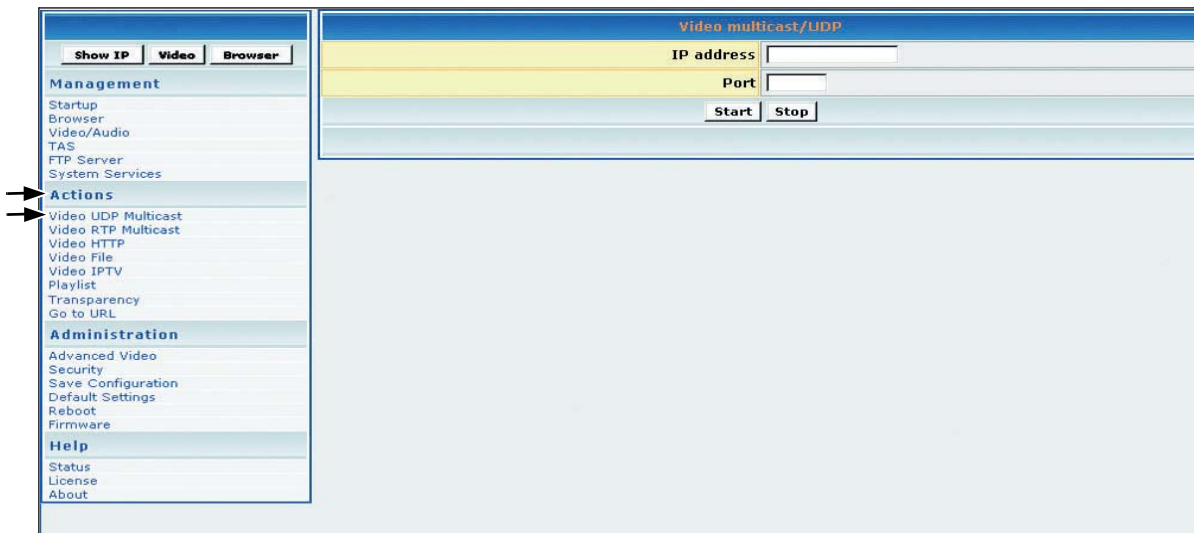 Show IP Video Browser
Management
Startup
Browser
Video/Audio
TAS
FTP Server
System Services
Actions
Video UDP Multicast
Video RTP Multicast
Video HTTP
Video File
Video IPTV
Playlist
Transparency
Go to URL
Administration
Advanced Video
Security
Save Configuration
Default Settings
Reboot
Firmware
Help
Status
License
About
Video multicast/UDP
IP address
Port
Start Stop